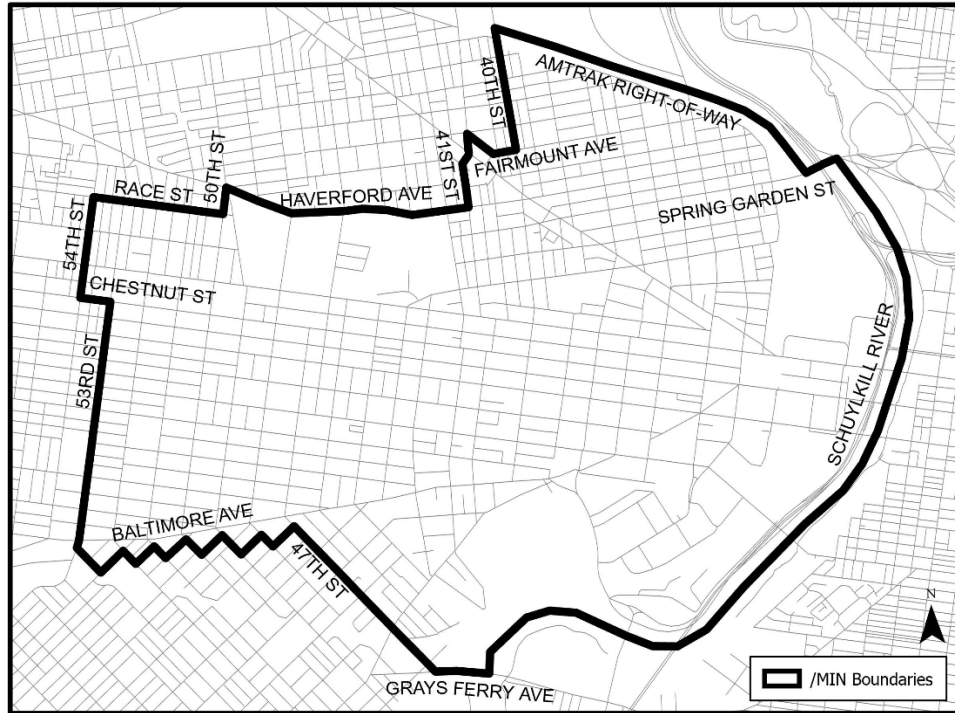 40TH ST
AMTRAK RIGHT-OF-WAY
41ST ST
FAIRMOUNT AVE
50TH ST
RACE ST
HAVERFORD AVE
SPRING GARDEN ST
54TH ST
CHESTNUT ST
53RD ST
SCHUYLKILL RIVER
BALTIMORE AVE
47TH ST
N
GRAYS FERRY AVE
/MIN Boundaries